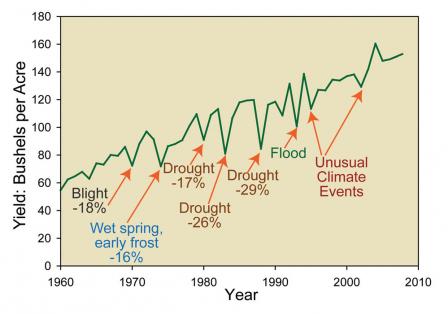 180
160
140
120
100
80
60
40
20
0
Yield: Bushels per Acre
Blight
-18%
Wet spring,
early frost
-16%
Drought
-17%
Drought
-26%
Drought
-29%
Flood
Unusual
Climate
Events
1960
1970
1980
1990
2000
2010
Year